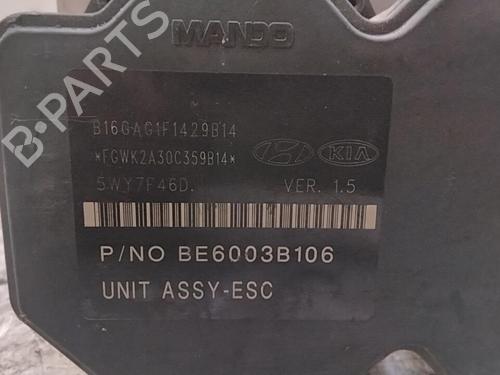 MANDO
B-PARTS
B16GAG1F1429B14
*FGWK2A30C359B14*
KIA
5WY7F46D. VER. 1.5
P/NO BE6003B106
UNIT ASSY-ESC